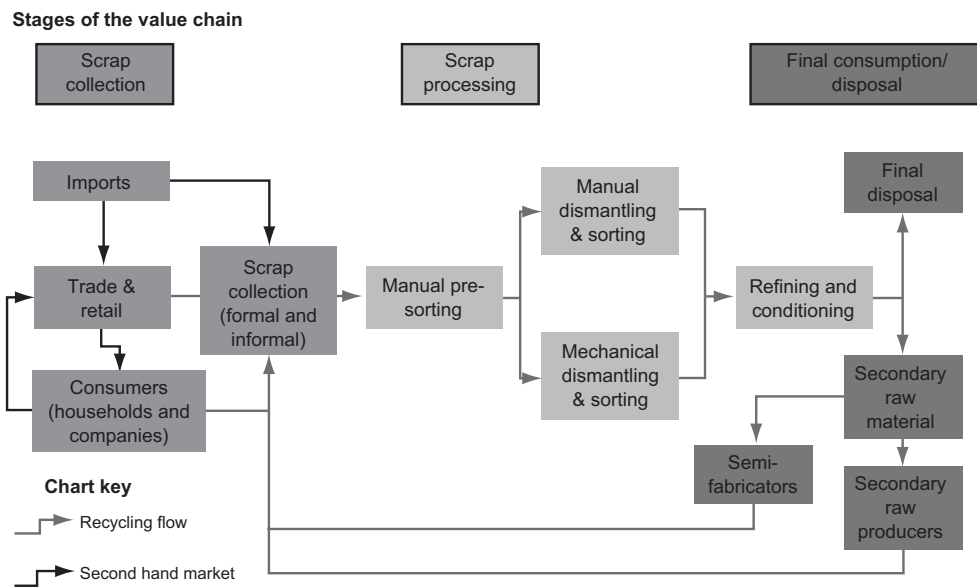 Stages of the value chain
Scrap
collection
Scrap
processing
Final consumption/
disposal
Imports
Trade &
retail
Consumers
(households and
companies)
Scrap
collection
(formal and
informal)
Manual pre-
sorting
Manual
dismantling
& sorting
Mechanical
dismantling
& sorting
Refining and
conditioning
Final
disposal
Secondary
raw
material
Semi-
fabricators
Secondary
raw
producers
Chart key
Recycling flow
Second hand market